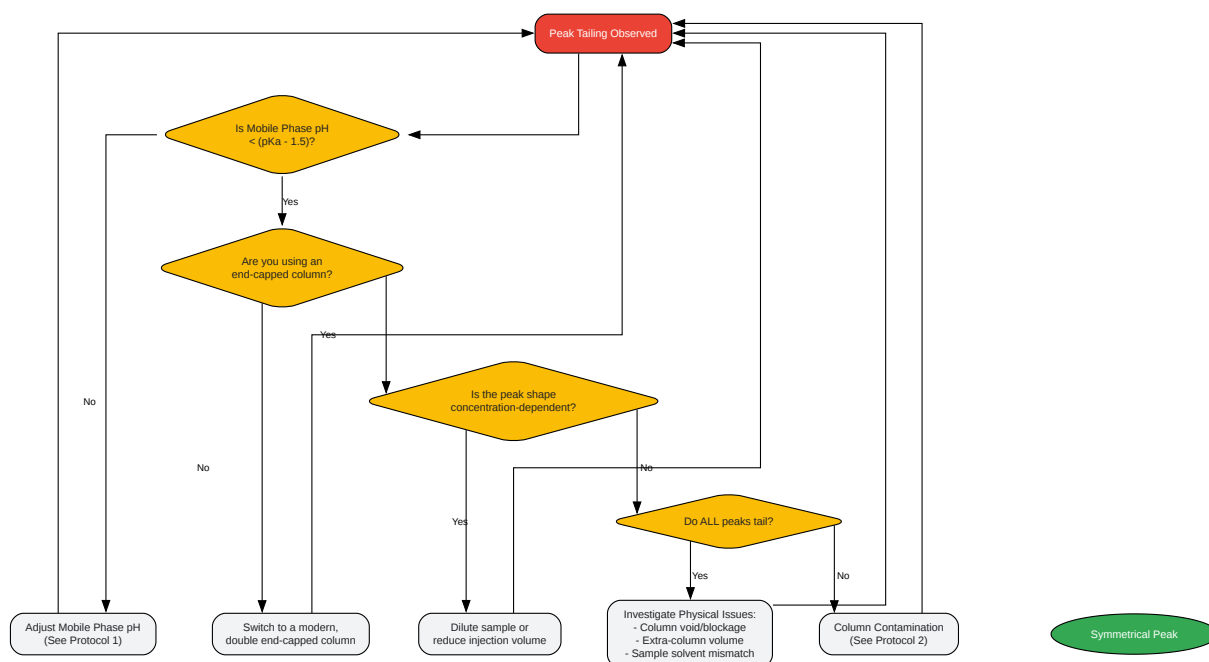 Peak Tailing Observed
Is Mobile Phase pH
< (pKa - 1.5)?
Yes
Are you using an
end-capped column?
Yes
Is the peak shape
concentration-dependent?
No
No
No
Yes
Do ALL peaks tail?
Yes
No
Adjust Mobile Phase pH
(See Protocol 1)
Switch to a modern,
double end-capped column
Dilute sample or
reduce injection volume
Investigate Physical Issues:
- Column void/blockage
- Extra-column volume
- Sample solvent mismatch
Column Contamination
(See Protocol 2)
Symmetrical Peak